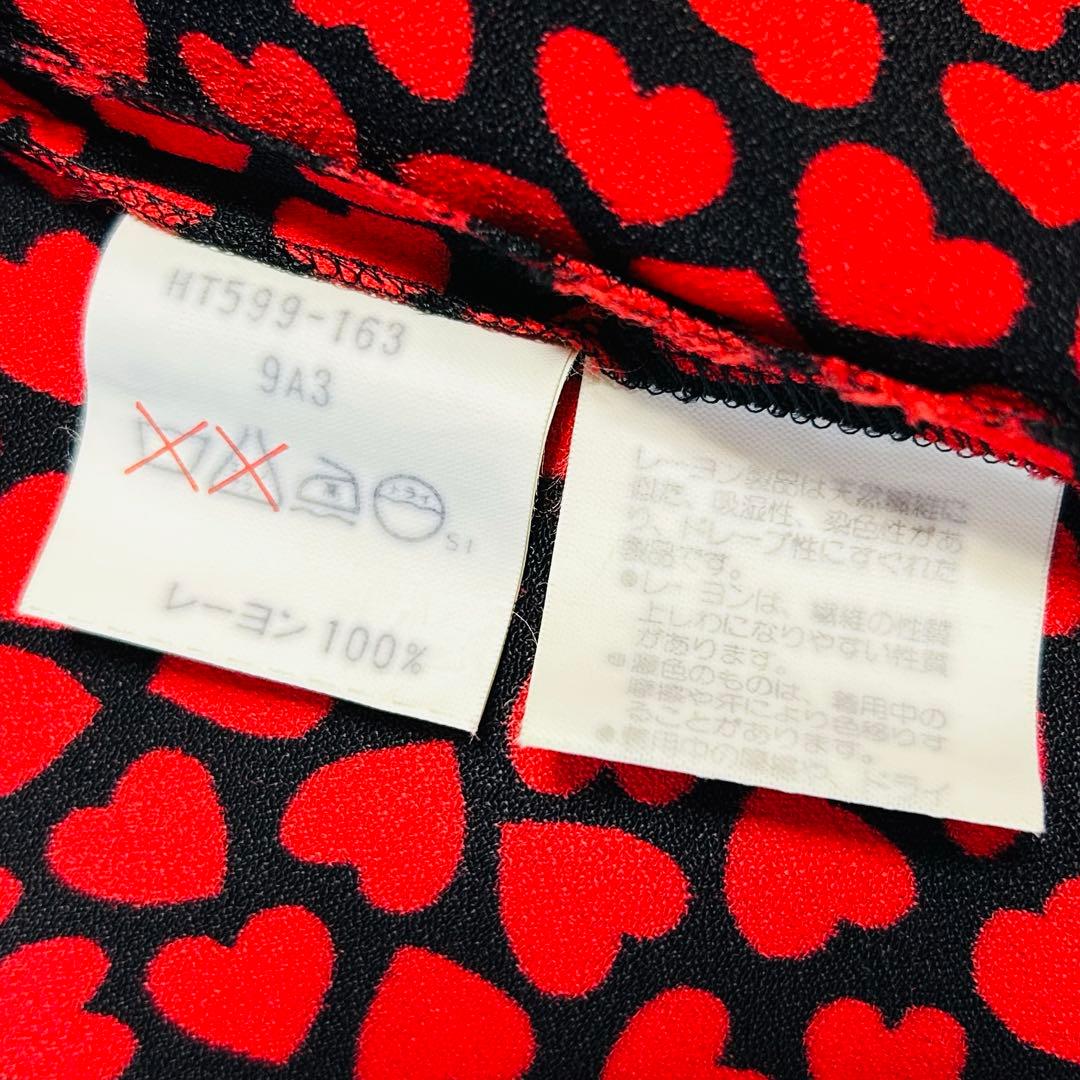 HT599-163
9A3
中
ドライ
SI
レーヨン100%
レーヨン製品は天然繊維に
似た、吸湿性、染色性があ
り、ドレープ性にすぐれた
製品です。
●レーヨンは、繊維の性質
上しわになりやすい性質
があります。
●濃色のものは、着用中の
摩擦や汗により色移りす
ることがあります。
●着用中の摩擦や、ドライ